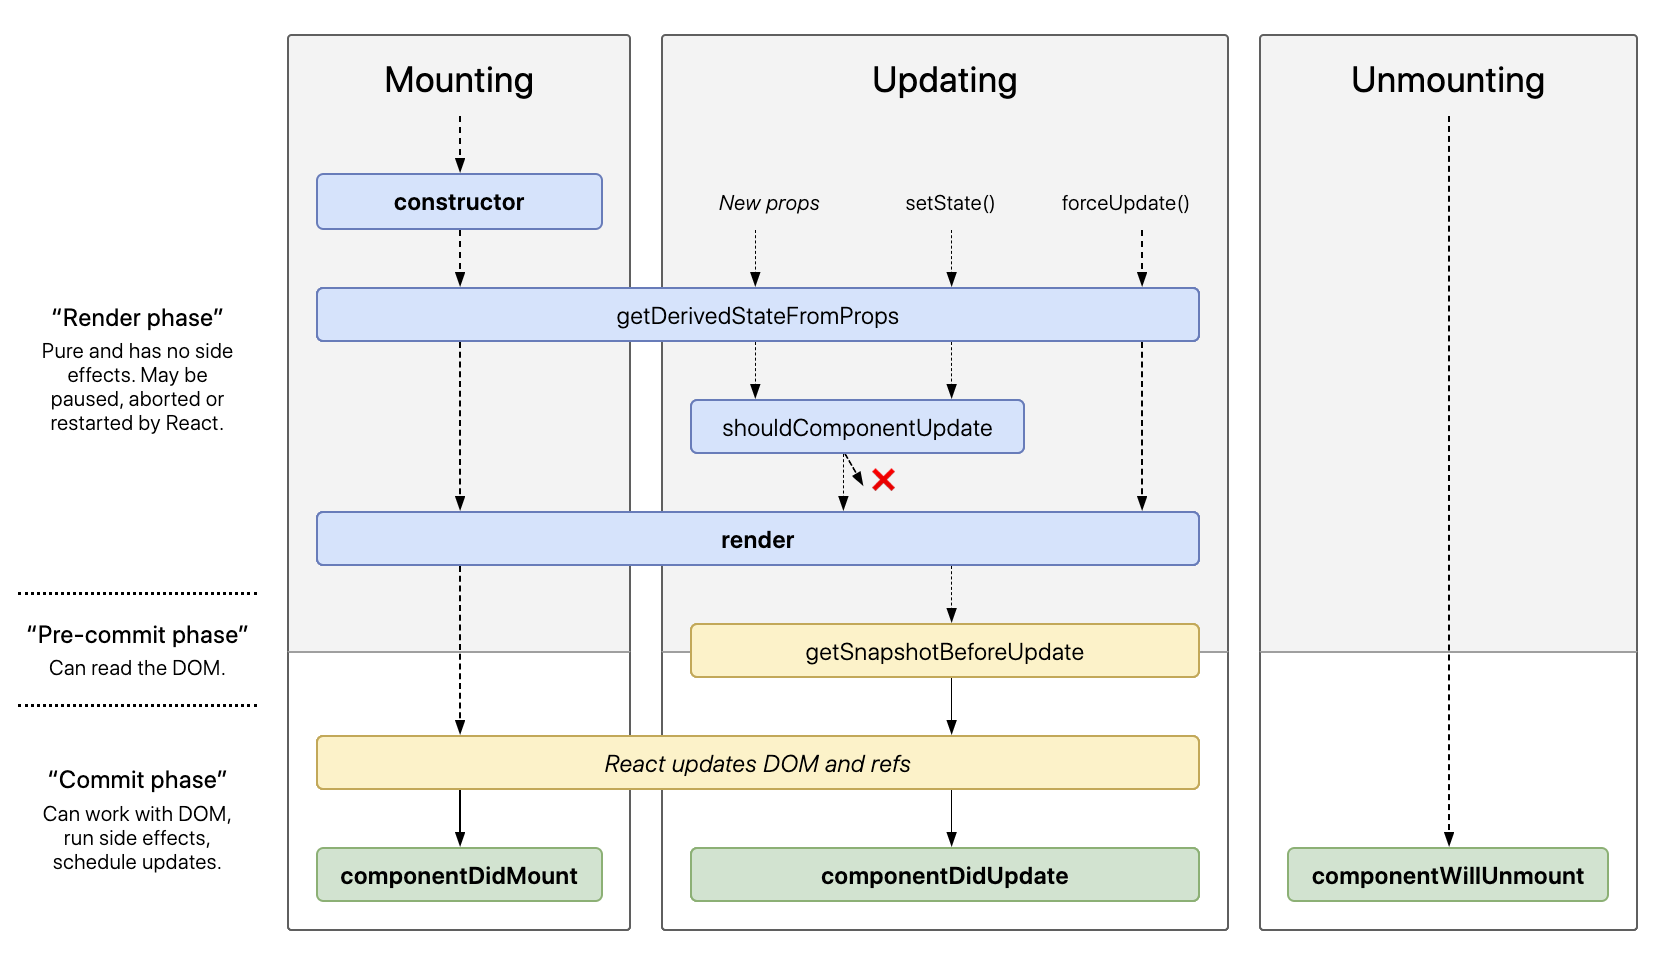 Mounting
Updating
Unmounting
constructor
New props
setState()
forceUpdate()
getDerivedStateFromProps
“Render phase”
Pure and has no side
effects. May be
paused, aborted or
restarted by React.
shouldComponentUpdate
render
“Pre-commit phase”
Can read the DOM.
getSnapshotBeforeUpdate
React updates DOM and refs
“Commit phase”
Can work with DOM,
run side effects,
schedule updates.
componentDidMount
componentDidUpdate
componentWillUnmount